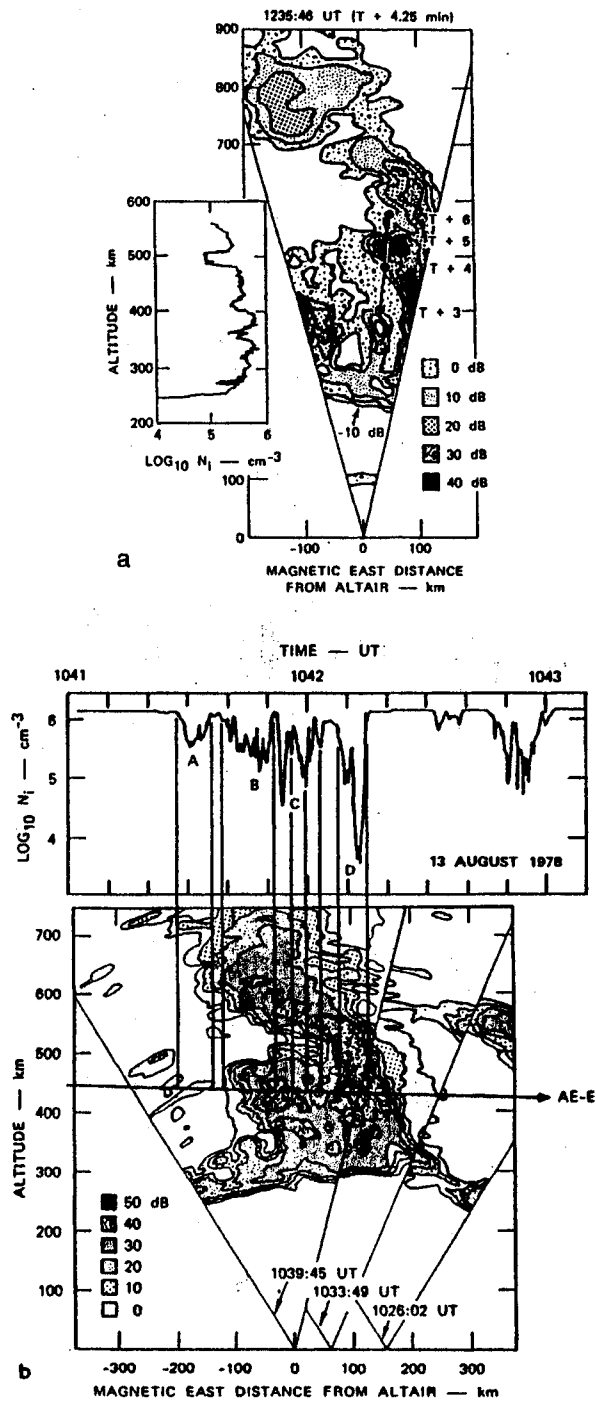 1235:46 UT (T + 4.25 min)
900
800
700
600
500
400
300
200
ALTITUDE — km
4 5 6
LOG10 Ni — cm-3
T + 6
T + 5
T + 4
T + 3
0 dB
10 dB
20 dB
30 dB
40 dB
-10 dB
100
0
-100 0 100
MAGNETIC EAST DISTANCE
FROM ALTAIR — km
a
TIME — UT
1041 1042 1043
6
5
4
LOG10 Ni — cm-3
A
B
C
D
13 AUGUST 1978
700
600
500
400
300
200
100
ALTITUDE — km
AE-E
50 dB
40
30
20
10
0
1039:45 UT
1033:49 UT
1026:02 UT
-300 -200 -100 0 100 200 300
MAGNETIC EAST DISTANCE FROM ALTAIR — km
b